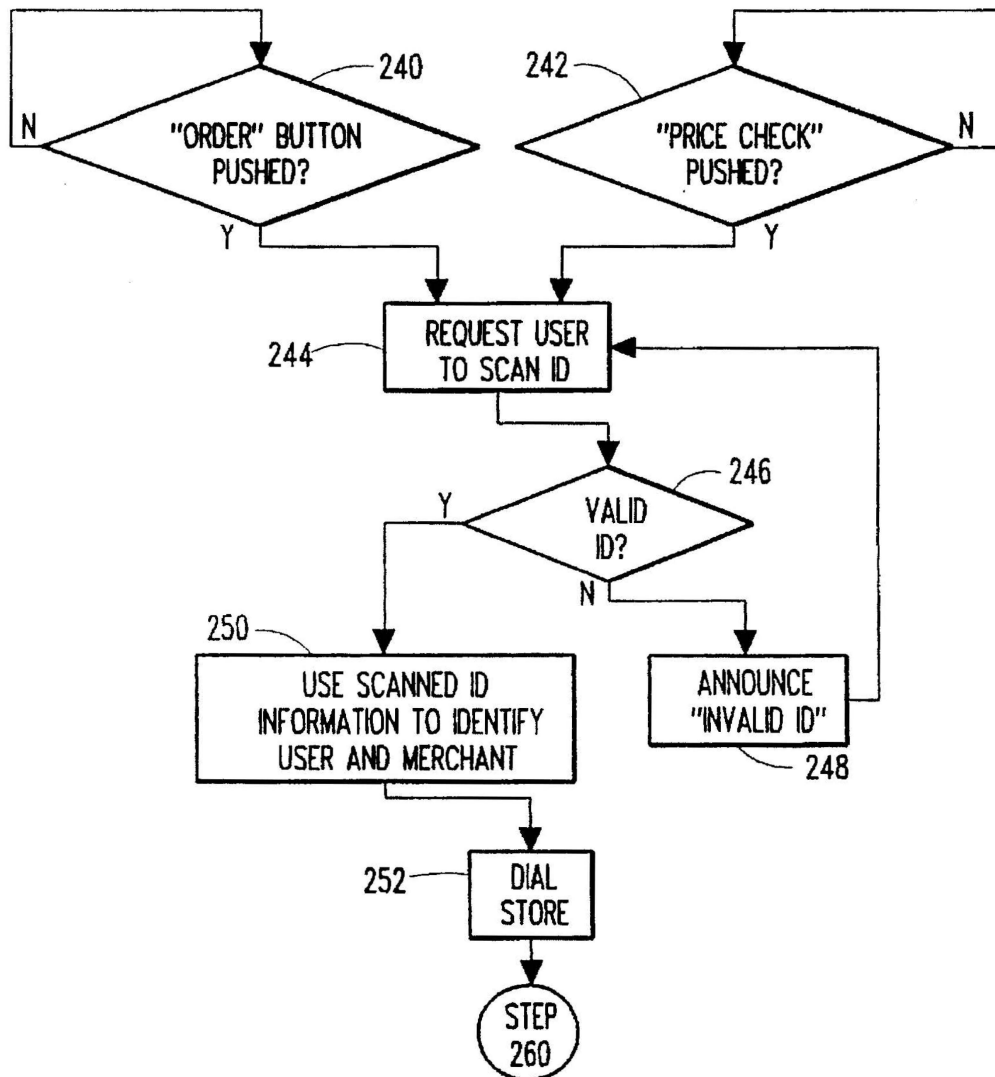 240
242
N
"ORDER" BUTTON
PUSHED?
"PRICE CHECK"
PUSHED?
N
Y
Y
244
REQUEST USER
TO SCAN ID
246
Y
VALID
ID?
N
250
USE SCANNED ID
INFORMATION TO IDENTIFY
USER AND MERCHANT
ANNOUNCE
"INVALID ID"
248
252
DIAL
STORE
STEP
260